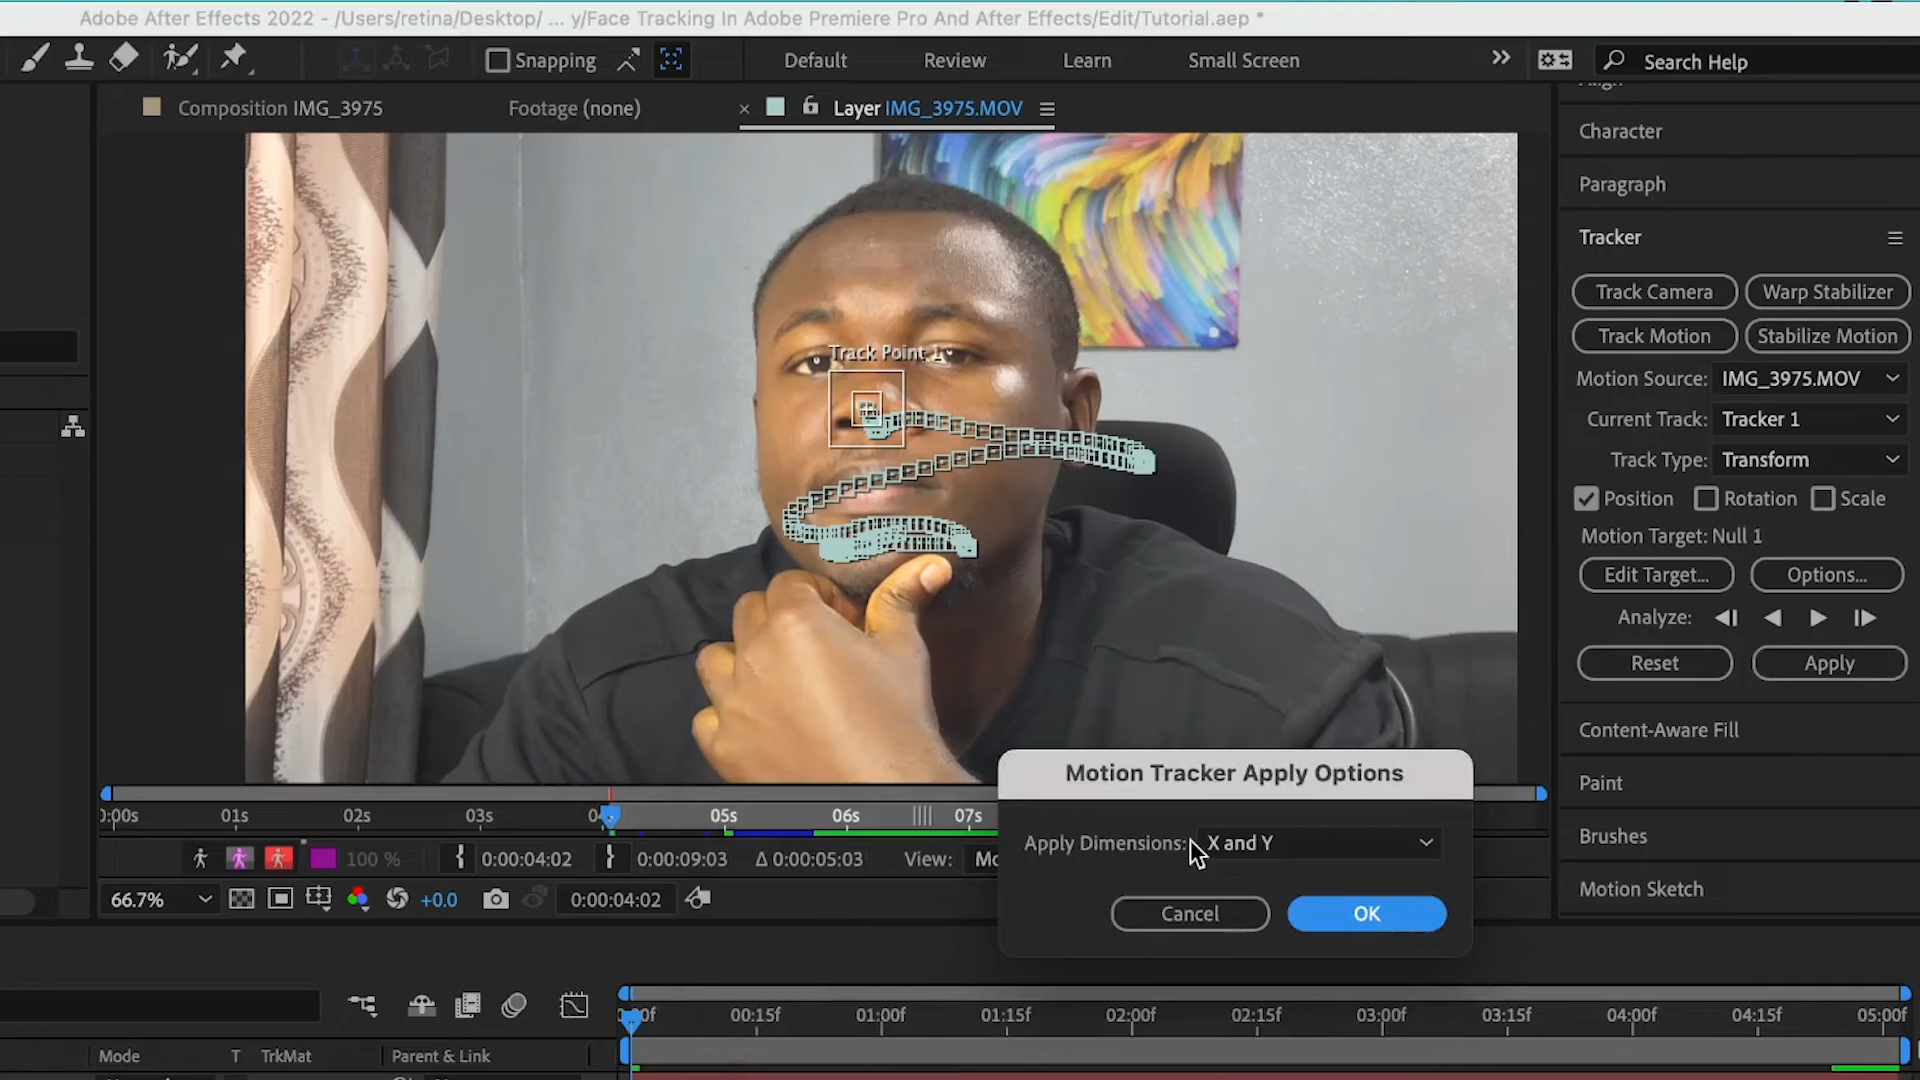 Adobe After Effects 2022 - /Users/retina/Desktop/ ... y/Face Tracking In Adobe Premiere Pro And After Effects/Edit/Tutorial.aep *
Snapping
Default
Review
Learn
Small Screen
Search Help
Composition IMG_3975
Footage (none)
Layer IMG_3975.MOV
Character
Paragraph
Tracker
Track Camera
Warp Stabilizer
Track Motion
Stabilize Motion
Motion Source: IMG_3975.MOV
Current Track: Tracker 1
Track Type: Transform
Position Rotation Scale
Motion Target: Null 1
Edit Target...
Options...
Analyze:
Reset
Apply
Content-Aware Fill
Paint
Brushes
Motion Sketch
Track Point 1
Motion Tracker Apply Options
Apply Dimensions: X and Y
Cancel
OK
):00s 01s 02s 03s 05s 06s 07s
100 % { 0:00:04:02 } 0:00:09:03 Δ 0:00:05:03 View:
66.7% +0.0 0:00:04:02
00:15f 01:00f 01:15f 02:00f 02:15f 03:00f 03:15f 04:00f 04:15f 05:00f
Mode T TrkMat Parent & Link